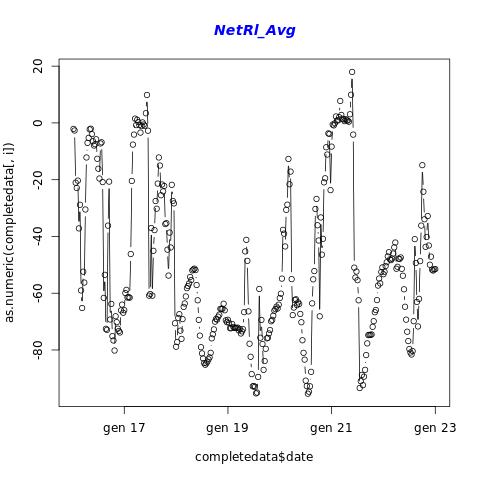 NetRl_Avg
as.numeric(completedata[, i])
20
0
-20
-40
-60
-80
gen 17
gen 19
gen 21
gen 23
completedata$date